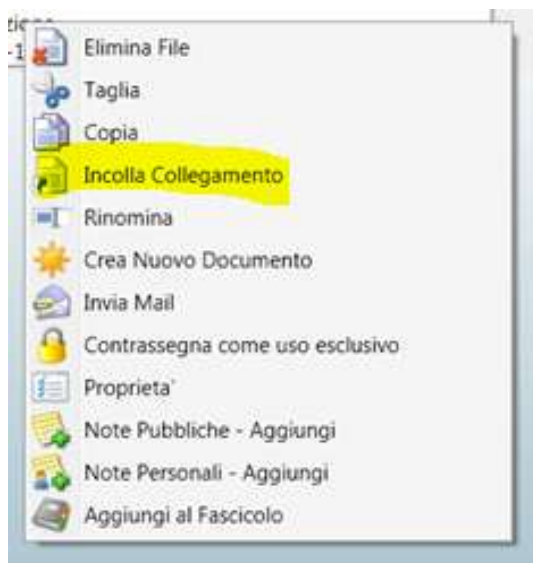 Elimina File
Taglia
Copia
Incolla Collegamento
Rinomina
Crea Nuovo Documento
Invia Mail
Contrassegna come uso esclusivo
Proprieta'
Note Pubbliche - Aggiungi
Note Personali - Aggiungi
Aggiungi al Fascicolo